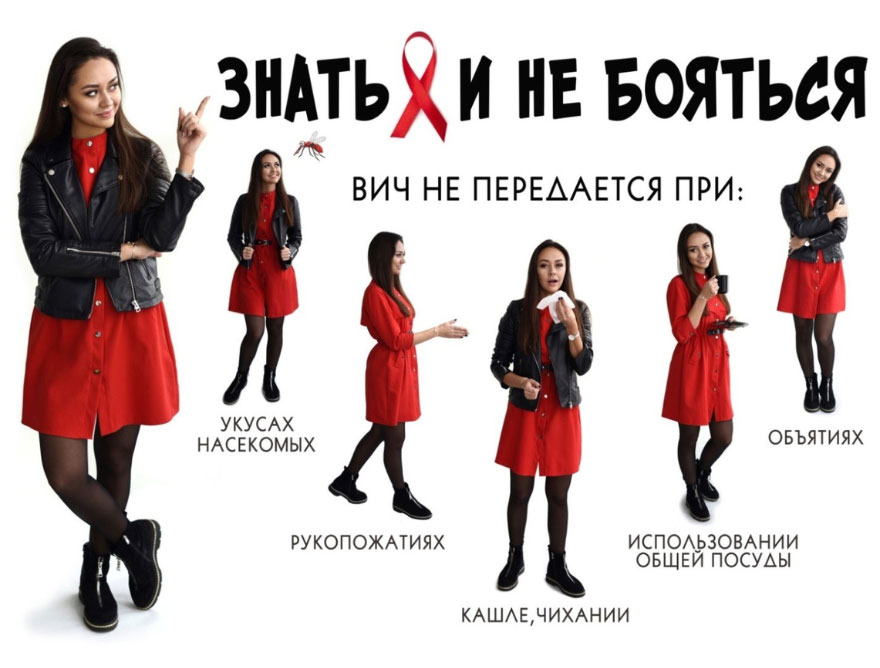 ЗНАТЬ И НЕ БОЯТЬСЯ
ВИЧ НЕ ПЕРЕДАЕТСЯ ПРИ:
УКУСАХ
НАСЕКОМЫХ
РУКОПОЖАТИЯХ
КАШЛЕ,ЧИХАНИИ
ИСПОЛЬЗОВАНИИ
ОБЩЕЙ ПОСУДЫ
ОБЪЯТИЯХ